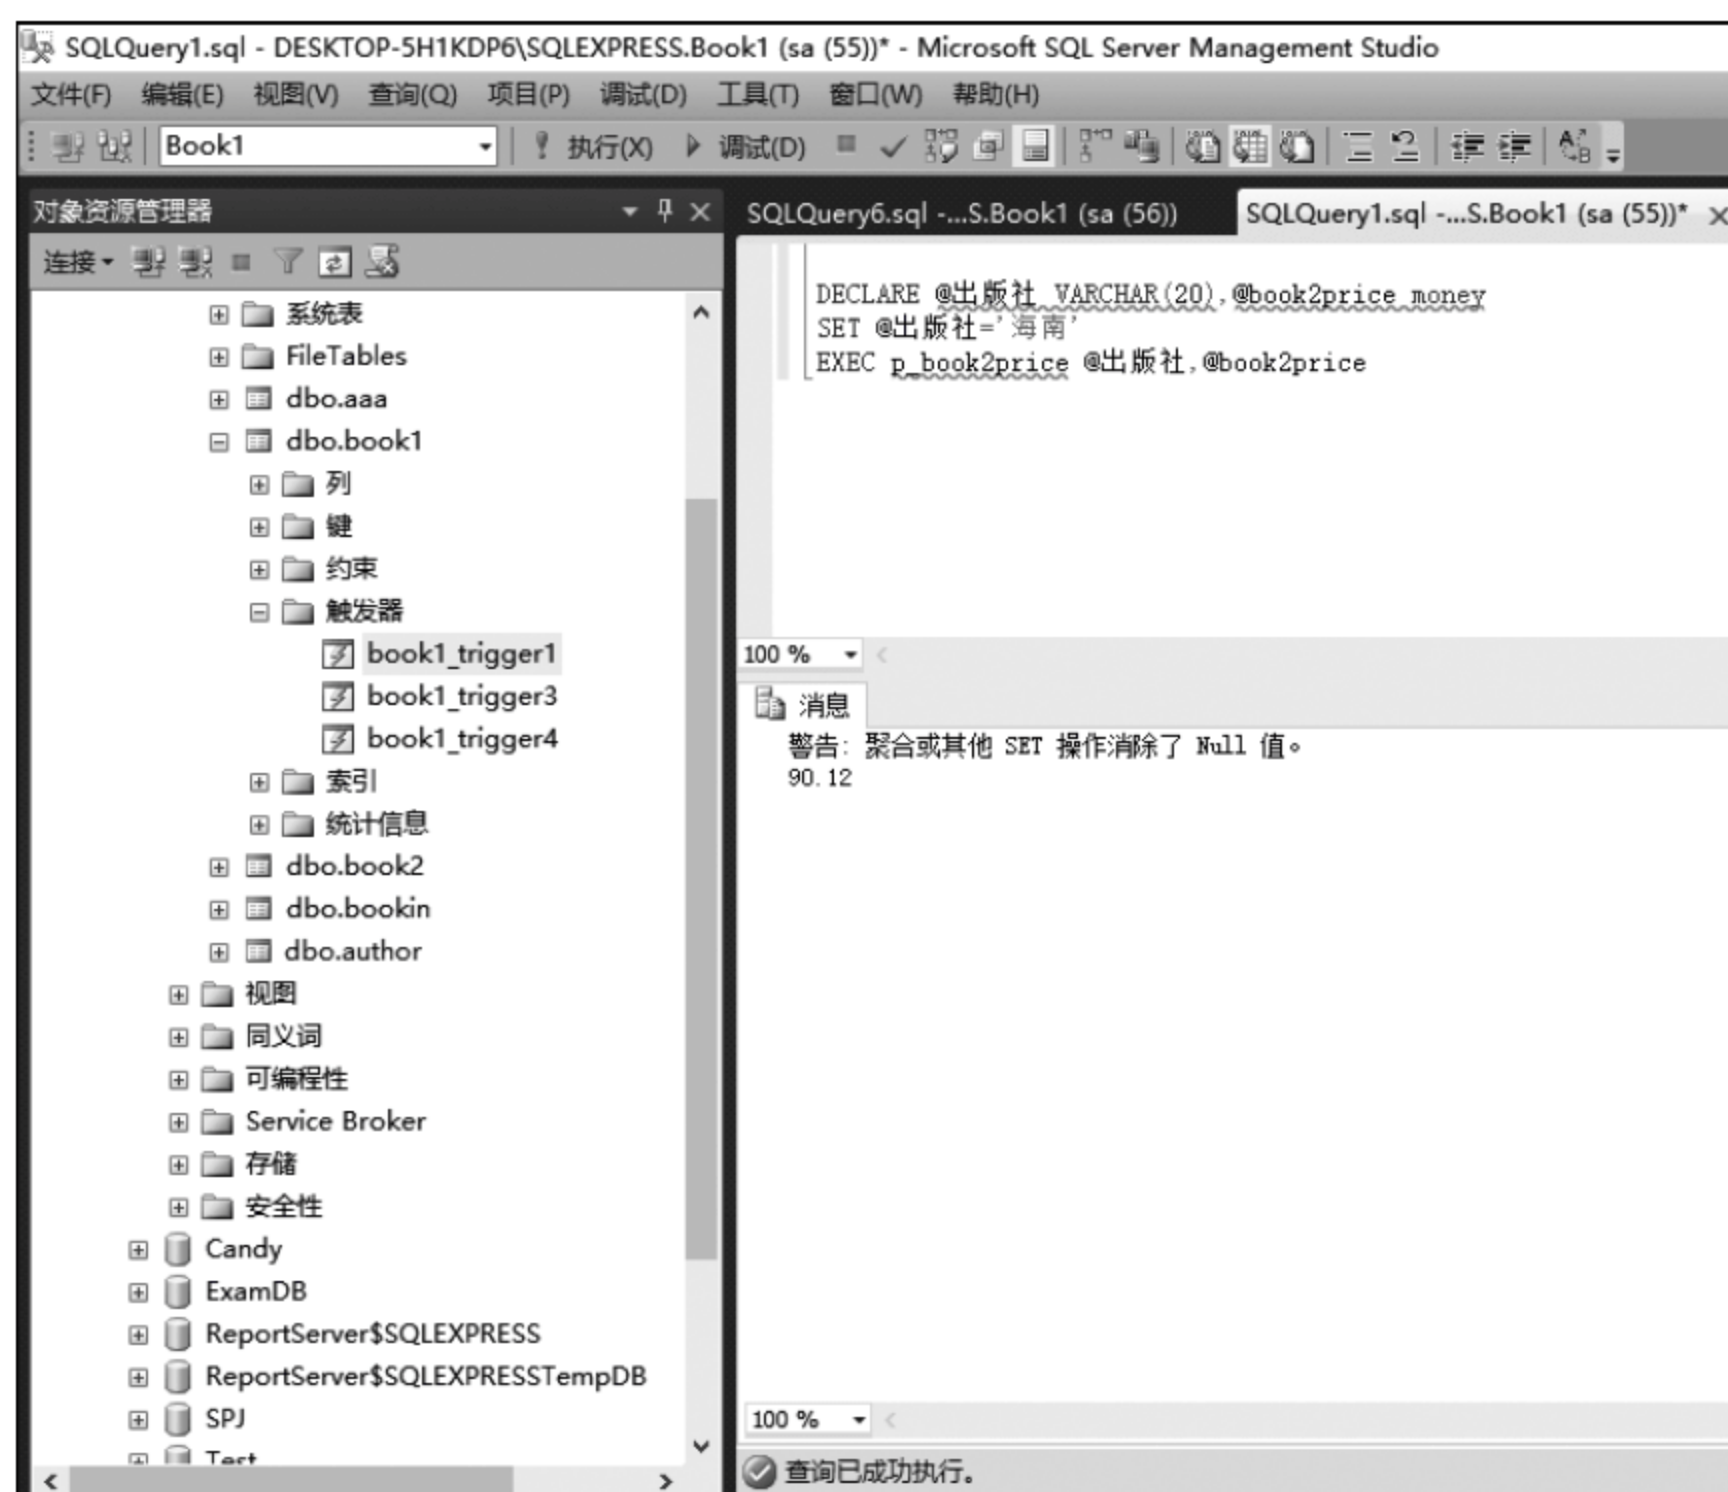 SQLQuery1.sql - DESKTOP-5H1KDP6\SQLEXPRESS.Book1 (sa (55))* - Microsoft SQL Server Management Studio
文件(F) 编辑(E) 视图(V) 查询(Q) 项目(P) 调试(D) 工具(T) 窗口(W) 帮助(H)
Book1 执行(X) 调试(D)
对象资源管理器
连接
系统表
FileTables
dbo.aaa
dbo.book1
列
键
约束
触发器
book1_trigger1
book1_trigger3
book1_trigger4
索引
统计信息
dbo.book2
dbo.bookin
dbo.author
视图
同义词
可编程性
Service Broker
存储
安全性
Candy
ExamDB
ReportServer$SQLEXPRESS
ReportServer$SQLEXPRESSTempDB
SPJ
Test
SQLQuery6.sql -...S.Book1 (sa (56))
SQLQuery1.sql -...S.Book1 (sa (55))*
DECLARE @出版社 VARCHAR(20),@book2price money
SET @出版社='海南'
EXEC p_book2price @出版社,@book2price
100 %
消息
警告: 聚合或其他 SET 操作消除了 Null 值。
90.12
100 %
查询已成功执行。